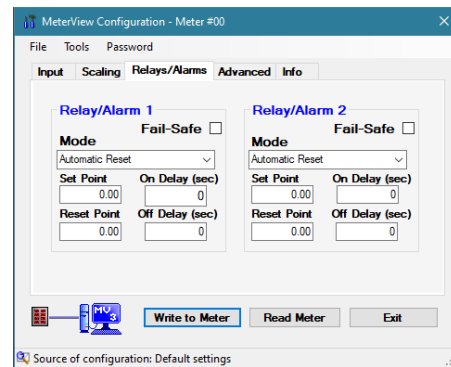 MeterView Configuration - Meter #00
File Tools Password
Input Scaling Relays/Alarms Advanced Info
Relay/Alarm 1
Fail-Safe
Mode
Automatic Reset
Set Point On Delay (sec)
0.00 0
Reset Point Off Delay (sec)
0.00 0
Relay/Alarm 2
Fail-Safe
Mode
Automatic Reset
Set Point On Delay (sec)
0.00 0
Reset Point Off Delay (sec)
0.00 0
MV3
Write to Meter Read Meter Exit
Source of configuration: Default settings